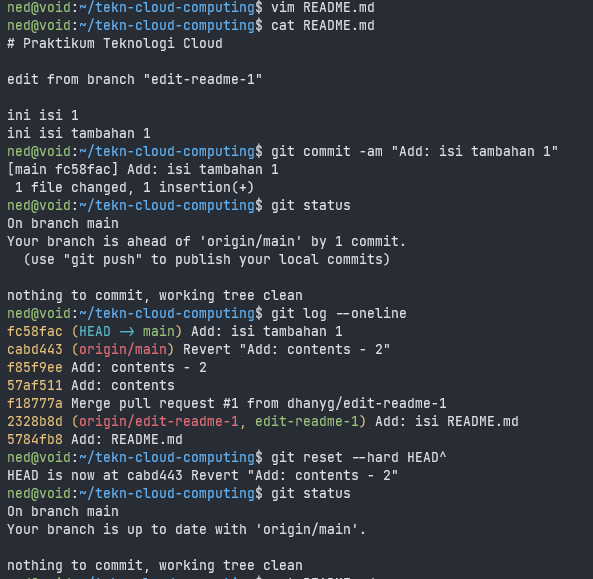 ned@void:~/tekn-cloud-computing$ vim README.md
ned@void:~/tekn-cloud-computing$ cat README.md
# Praktikum Teknologi Cloud
edit from branch "edit-readme-1"
ini isi 1
ini isi tambahan 1
ned@void:~/tekn-cloud-computing$ git commit -am "Add: isi tambahan 1"
[main fc58fac] Add: isi tambahan 1
 1 file changed, 1 insertion(+)
ned@void:~/tekn-cloud-computing$ git status
On branch main
Your branch is ahead of 'origin/main' by 1 commit.
  (use "git push" to publish your local commits)
nothing to commit, working tree clean
ned@void:~/tekn-cloud-computing$ git log --oneline
fc58fac (HEAD -> main) Add: isi tambahan 1
cabd443 (origin/main) Revert "Add: contents - 2"
f85f9ee Add: contents - 2
57af511 Add: contents
f18777a Merge pull request #1 from dhanyg/edit-readme-1
2328b8d (origin/edit-readme-1, edit-readme-1) Add: isi README.md
5784fb8 Add: README.md
ned@void:~/tekn-cloud-computing$ git reset --hard HEAD^
HEAD is now at cabd443 Revert "Add: contents - 2"
ned@void:~/tekn-cloud-computing$ git status
On branch main
Your branch is up to date with 'origin/main'.
nothing to commit, working tree clean